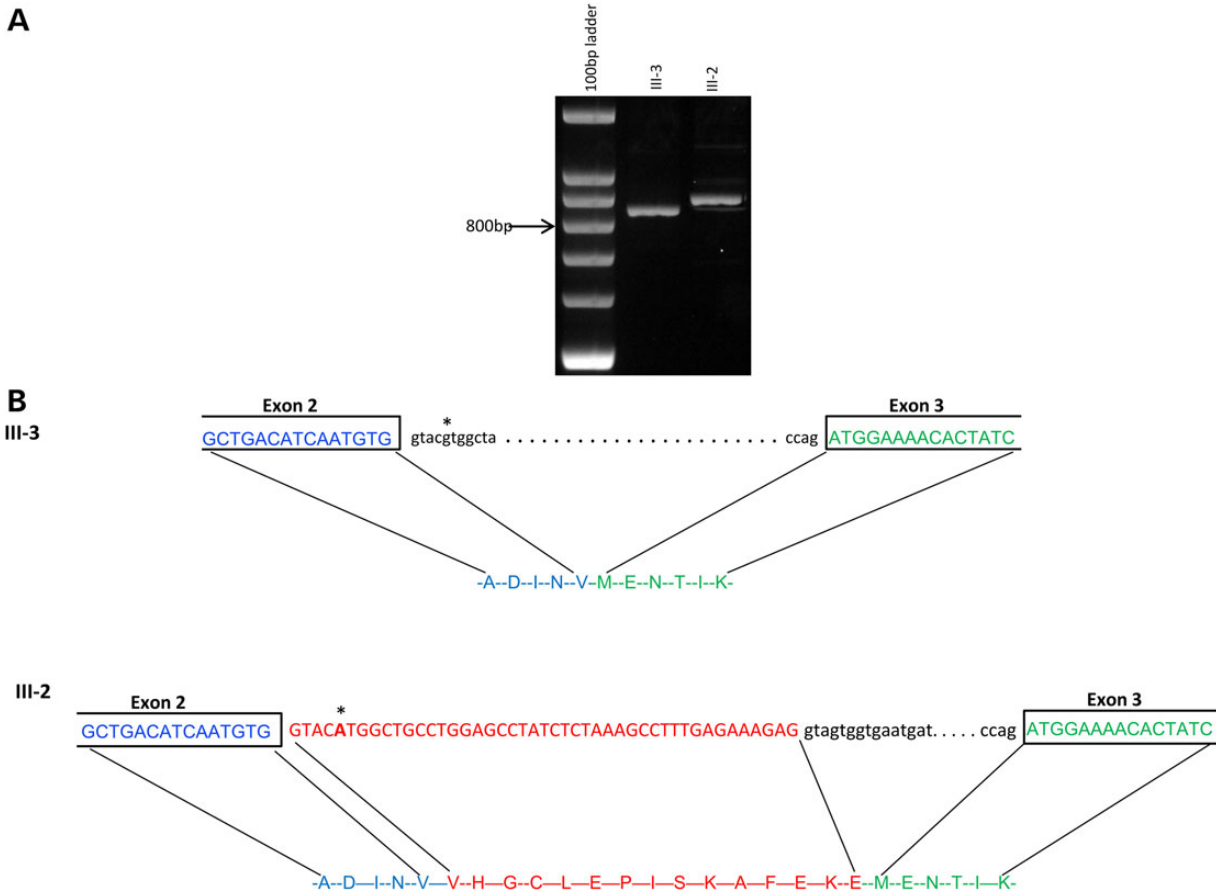 A
100bp ladder
III-3
III-2
800bp
B
III-3
Exon 2
*
Exon 3
GCTGACATCAATGTG gtacgtggcta . . . . . . . . . . . . . . . . . . . . . . . . ccag ATGGAAAACACTATC
-A--D--I--N--V--M--E--N--T--I--K-
III-2
Exon 2
*
Exon 3
GCTGACATCAATGTG GTACATGGCTGCCTGGAGCCTATCTCTAAAGCCTTTGAGAAAGAG gtagtggtgaatgat. . . . . ccag ATGGAAAACACTATC
-A--D—I--N--V—V--H--G--C—L—E—P—I—S—K—A—F—E—K--E--M—E—N—T—I—K-